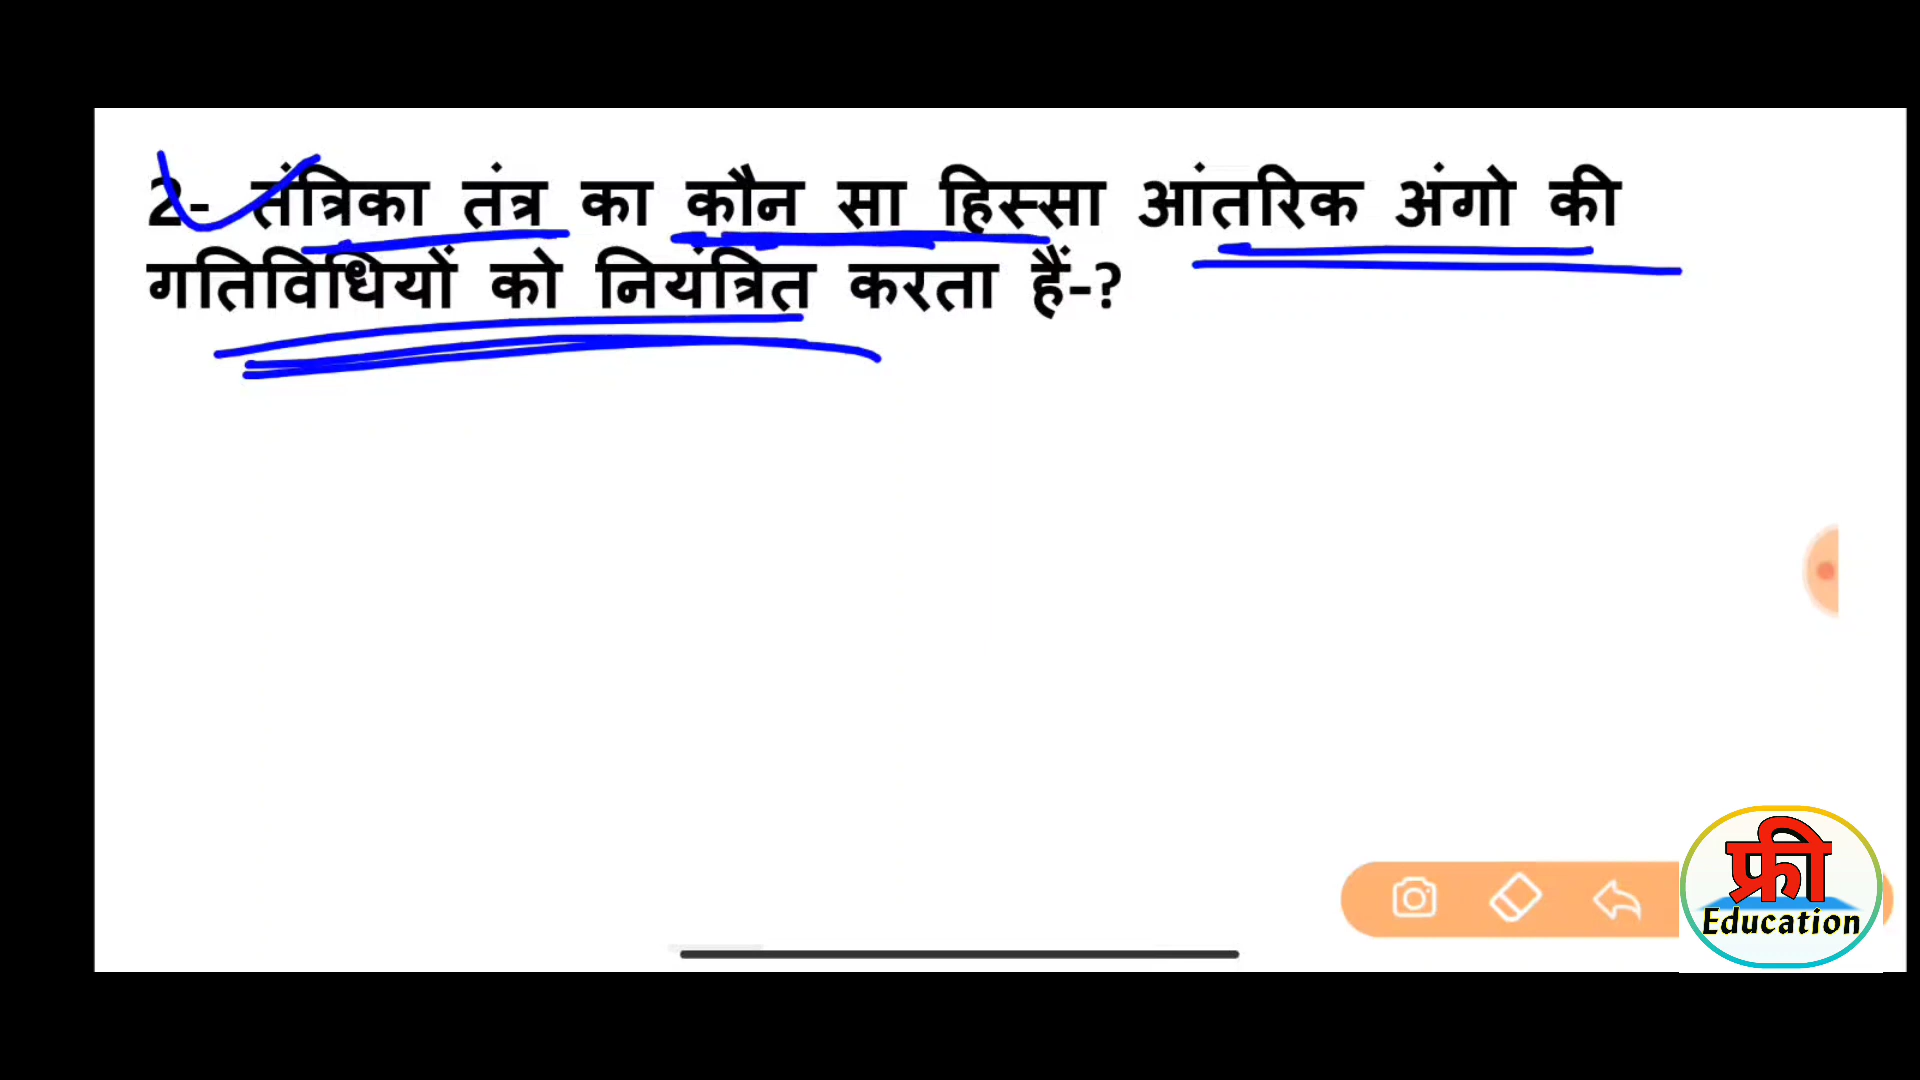 2- तंत्रिका तंत्र का कौन सा हिस्सा आंतरिक अंगो की
गतिविधियों को नियंत्रित करता हैं-?
फ्री
Education